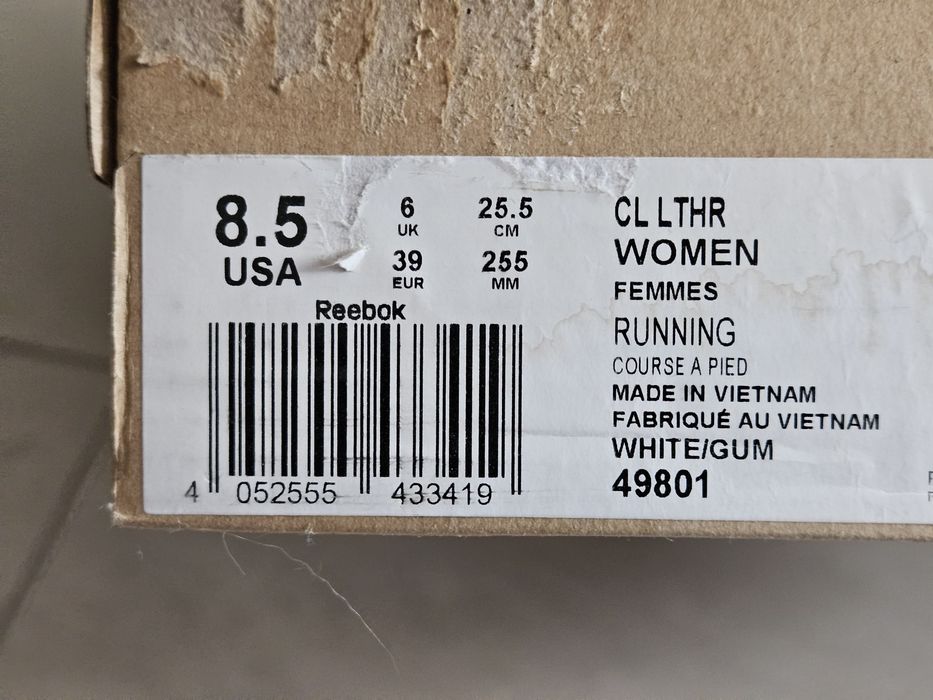 8.5
USA
6
UK
25.5
CM
39
EUR
255
MM
Reebok
4 052555 433419
CL LTHR
WOMEN
FEMMES
RUNNING
COURSE A PIED
MADE IN VIETNAM
FABRIQUÉ AU VIETNAM
WHITE/GUM
49801